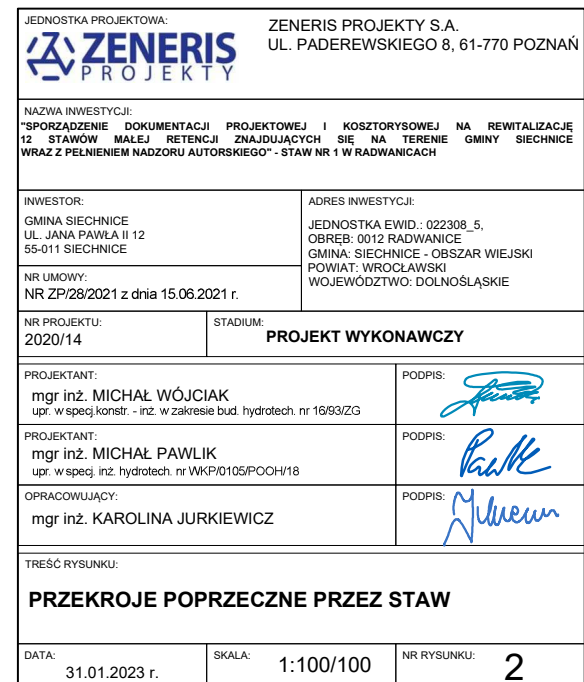 JEDNOSTKA PROJEKTOWA:
ZENERIS
PROJEKTY
ZENERIS PROJEKTY S.A.
UL. PADEREWSKIEGO 8, 61-770 POZNAŃ
NAZWA INWESTYCJI:
"SPORZĄDZENIE DOKUMENTACJI PROJEKTOWEJ I KOSZTORYSOWEJ NA REWITALIZACJĘ
12 STAWÓW MAŁEJ RETENCJI ZNAJDUJĄCYCH SIĘ NA TERENIE GMINY SIECHNICE
WRAZ Z PEŁNIENIEM NADZORU AUTORSKIEGO" - STAW NR 1 W RADWANICACH
INWESTOR:
GMINA SIECHNICE
UL. JANA PAWŁA II 12
55-011 SIECHNICE
ADRES INWESTYCJI:
JEDNOSTKA EWID.: 022308_5,
OBRĘB: 0012 RADWANICE
GMINA: SIECHNICE - OBSZAR WIEJSKI
POWIAT: WROCŁAWSKI
WOJEWÓDZTWO: DOLNOŚLĄSKIE
NR UMOWY:
NR ZP/28/2021 z dnia 15.06.2021 r.
NR PROJEKTU:
2020/14
STADIUM:
PROJEKT WYKONAWCZY
PROJEKTANT:
mgr inż. MICHAŁ WÓJCIAK
upr. w specj.konstr. - inż. w zakresie bud. hydrotech. nr 16/93/ZG
PODPIS:
PROJEKTANT:
mgr inż. MICHAŁ PAWLIK
upr. w specj. inż. hydrotech. nr WKP/0105/POOH/18
PODPIS:
OPRACOWUJĄCY:
mgr inż. KAROLINA JURKIEWICZ
PODPIS:
TREŚĆ RYSUNKU:
PRZEKROJE POPRZECZNE PRZEZ STAW
DATA:
31.01.2023 r.
SKALA:
1:100/100
NR RYSUNKU:
2